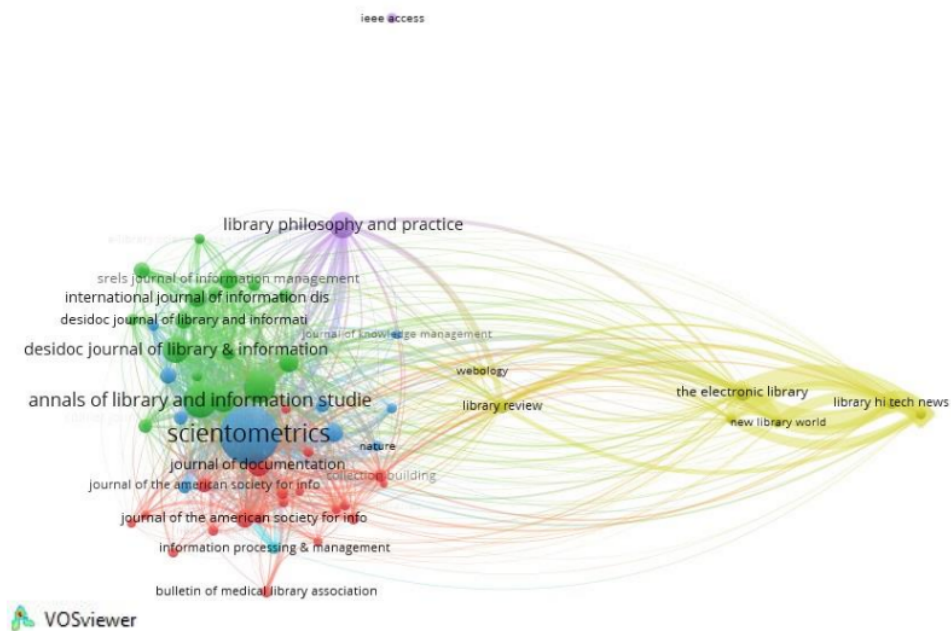 ieee access
library philosophy and practice
srels journal of information management
international journal of information dis
desidoc journal of library and informati
journal of knowledge management
desidoc journal of library & information
webology
annals of library and information studie
library review
the electronic library
library hi tech news
new library world
scientometrics
nature
journal of documentation
collection building
journal of the american society for info
journal of the american society for info
information processing & management
bulletin of medical library association
VOSviewer